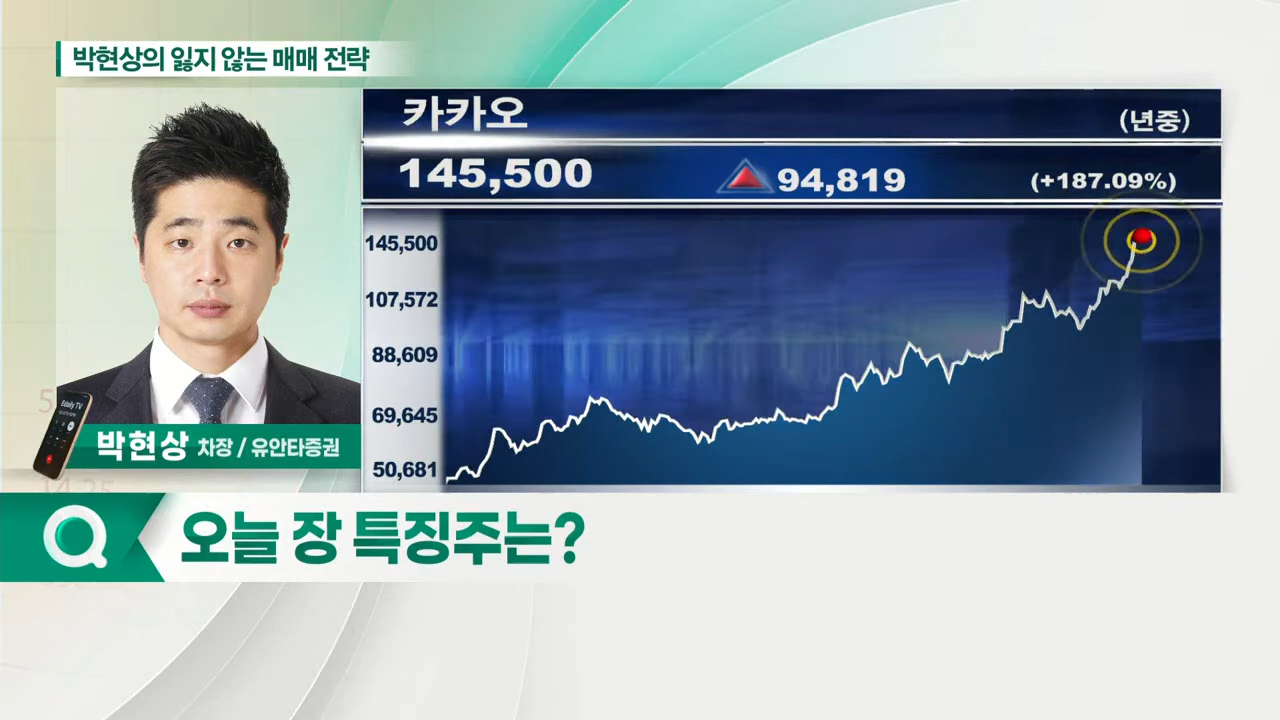 박현상의 잃지 않는 매매 전략
카카오
(년중)
145,500
94,819
(+187.09%)
145,500
107,572
88,609
69,645
50,681
Edaily TV
박현상 차장 / 유안타증권
오늘 장 특징주는?